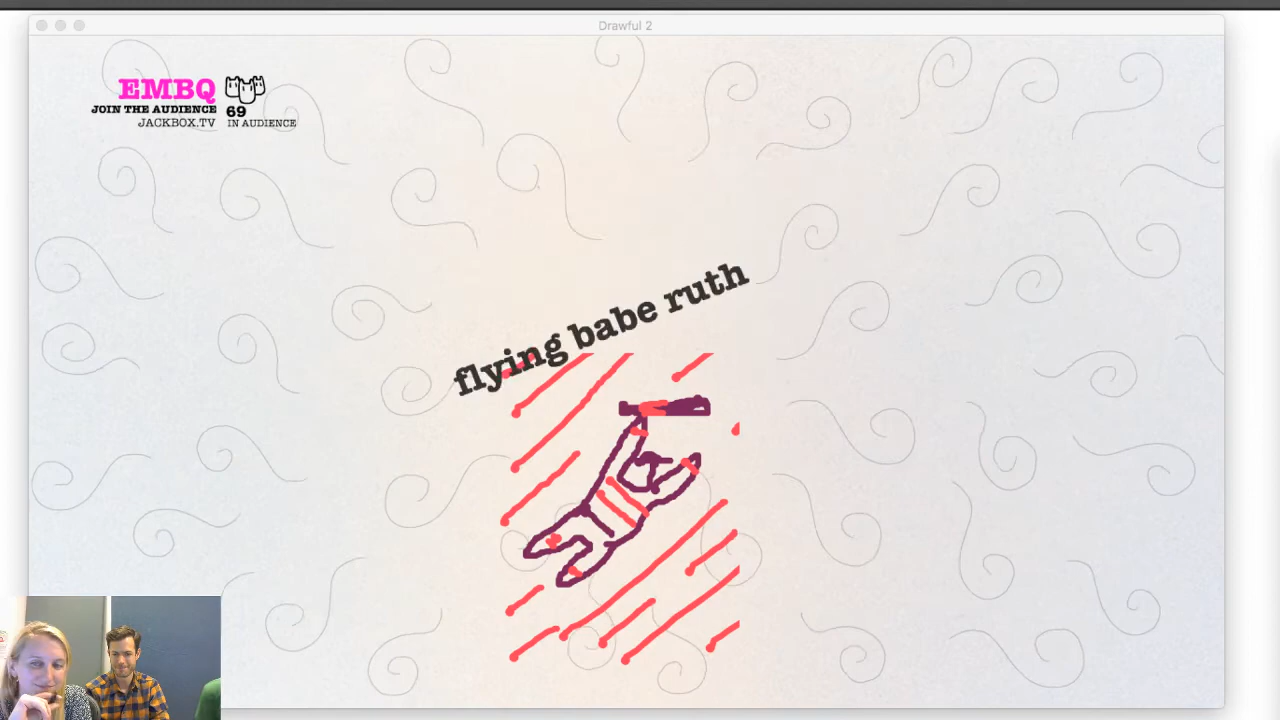 Drawful 2
EMBQ
JOIN THE AUDIENCE
JACKBOX.TV
69
IN AUDIENCE
flying babe ruth